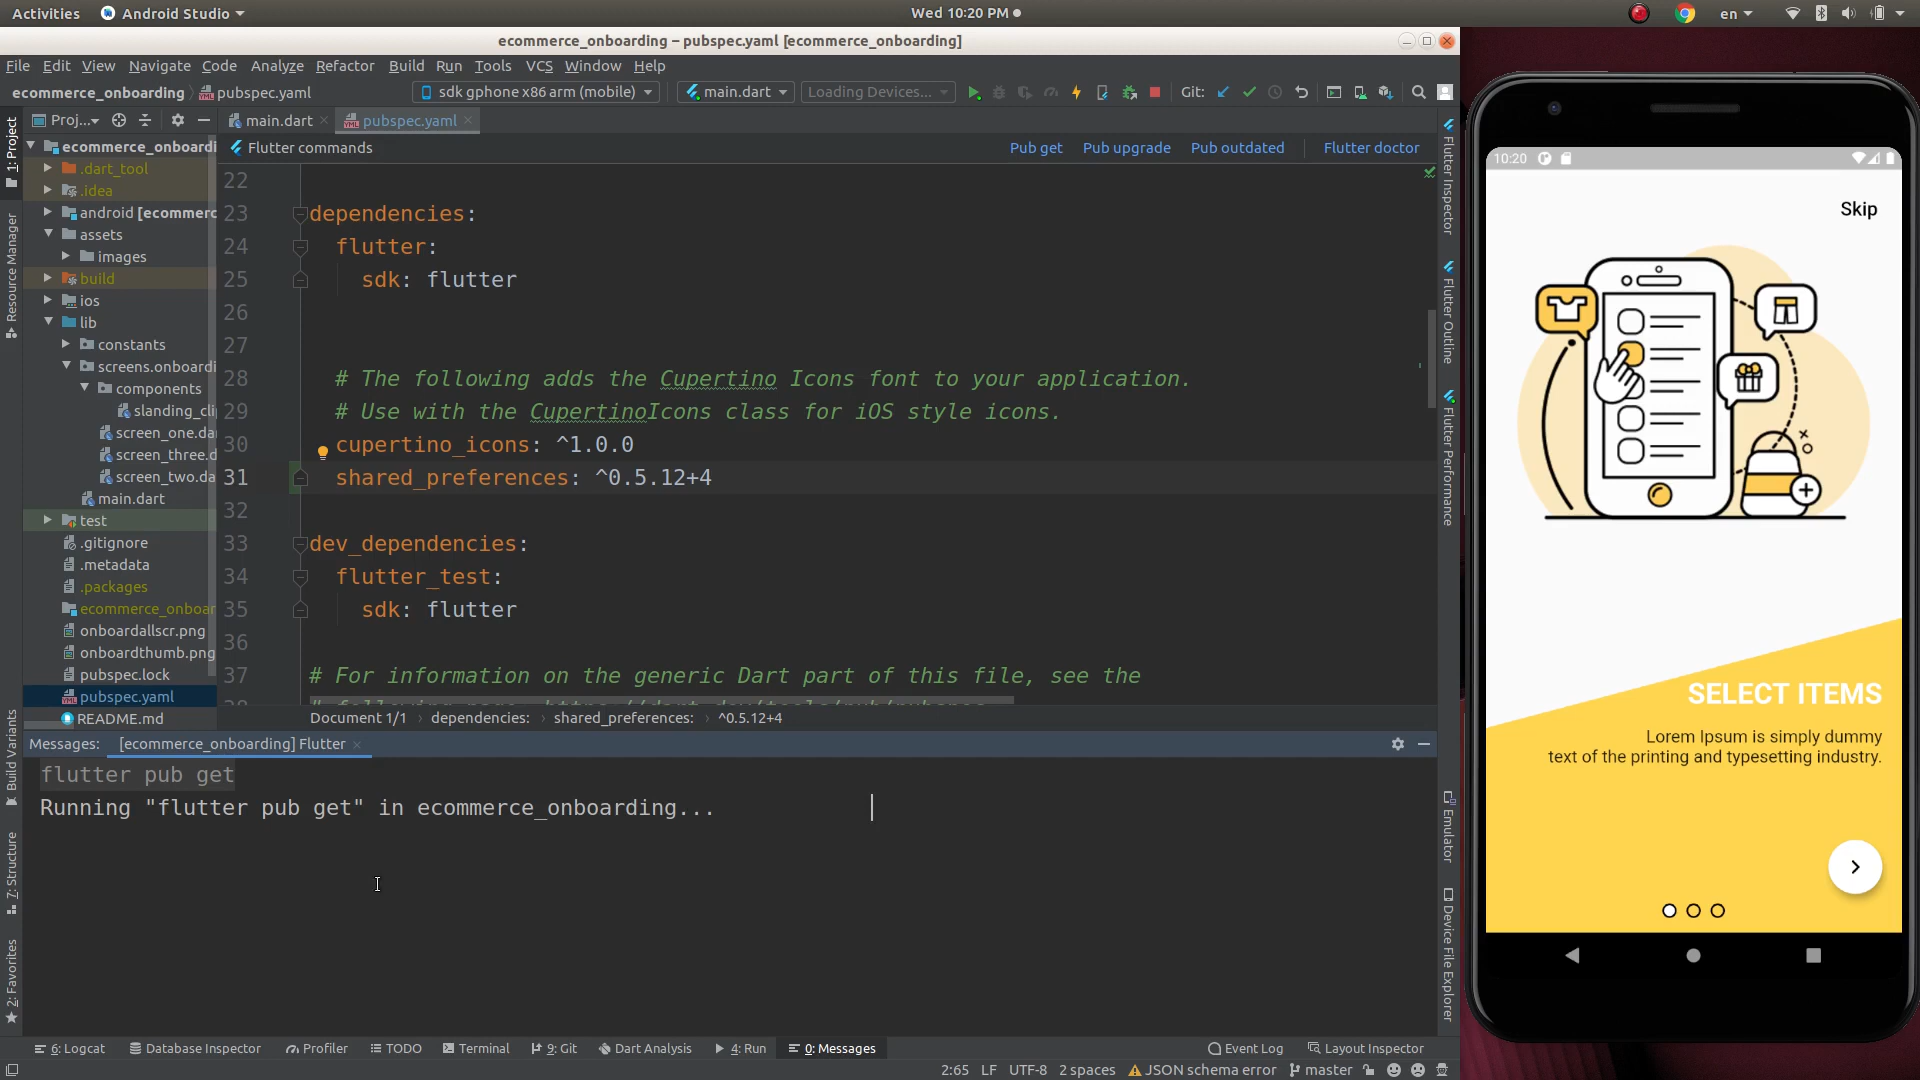 Activities Android Studio Wed 10:20 PM en
ecommerce_onboarding – pubspec.yaml [ecommerce_onboarding]
File Edit View Navigate Code Analyze Refactor Build Run Tools VCS Window Help
ecommerce_onboarding pubspec.yaml sdk gphone x86 arm (mobile) main.dart Loading Devices... Git:
Proj... main.dart pubspec.yaml
Flutter commands Pub get Pub upgrade Pub outdated Flutter doctor
1: Project
Resource Manager
Build Variants
7: Structure
2: Favorites
ecommerce_onboardi
.dart_tool
.idea
android [ecommerc
assets
images
build
ios
lib
constants
screens.onboardi
components
slanding_cli
screen_one.da
screen_three.d
screen_two.da
main.dart
test
.gitignore
.metadata
.packages
ecommerce_onboar
onboardallscr.png
onboardthumb.png
pubspec.lock
pubspec.yaml
README.md
22
23 dependencies:
24 flutter:
25 sdk: flutter
26
27
28 # The following adds the Cupertino Icons font to your application.
29 # Use with the CupertinoIcons class for iOS style icons.
30 cupertino_icons: ^1.0.0
31 shared_preferences: ^0.5.12+4
32
33 dev_dependencies:
34 flutter_test:
35 sdk: flutter
36
37 # For information on the generic Dart part of this file, see the
Document 1/1 › dependencies: › shared_preferences: › ^0.5.12+4
Messages: [ecommerce_onboarding] Flutter
flutter pub get
Running "flutter pub get" in ecommerce_onboarding...
Flutter Inspector
Flutter Outline
Flutter Performance
Emulator
Device File Explorer
6: Logcat Database Inspector Profiler TODO Terminal 9: Git Dart Analysis 4: Run 0: Messages Event Log Layout Inspector
2:65 LF UTF-8 2 spaces JSON schema error master
10:20
Skip
SELECT ITEMS
Lorem Ipsum is simply dummy
text of the printing and typesetting industry.